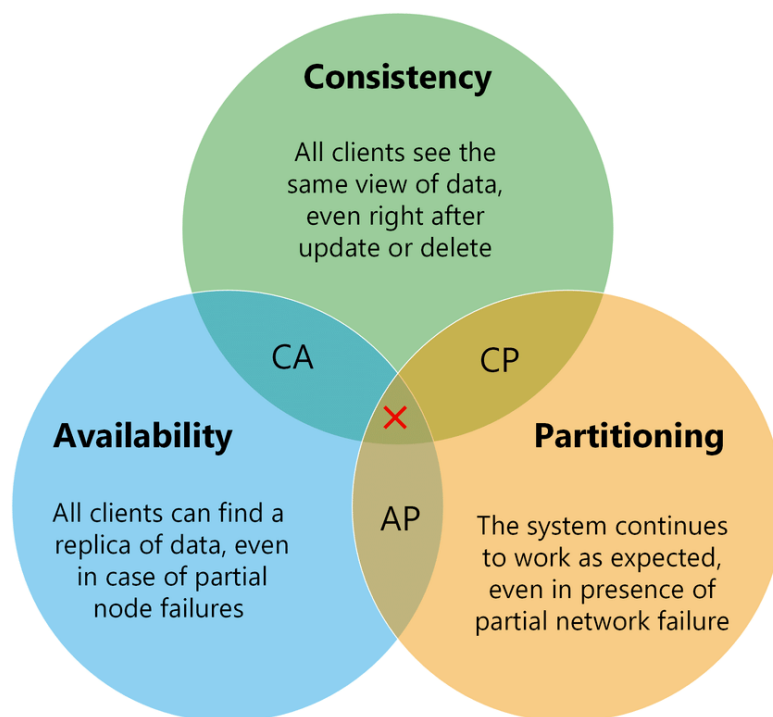 Consistency
All clients see the
same view of data,
even right after
update or delete
CA
CP
Availability
All clients can find a
replica of data, even
in case of partial
node failures
AP
Partitioning
The system continues
to work as expected,
even in presence of
partial network failure